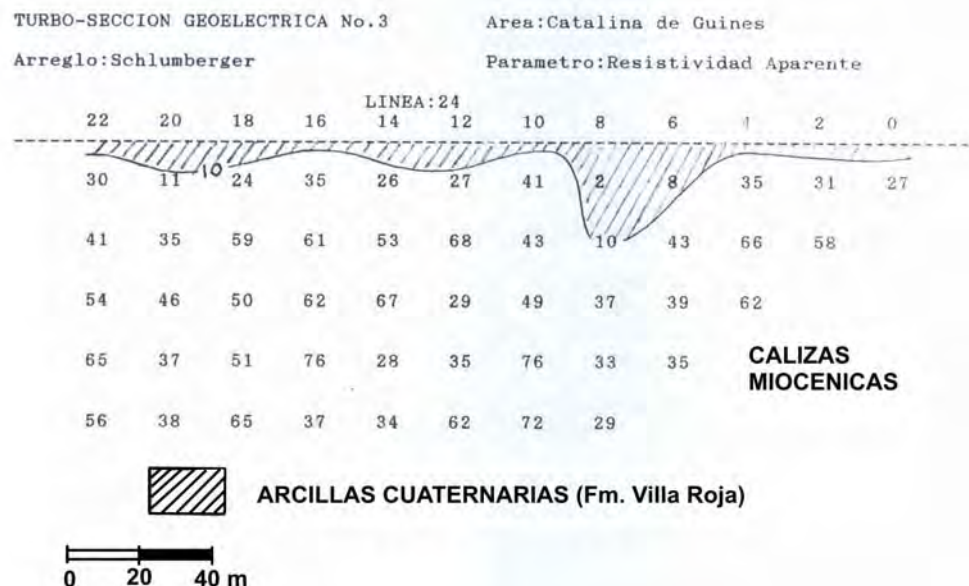 TURBO-SECCION GEOELECTRICA No.3 Area:Catalina de Guines
Arreglo:Schlumberger Parametro:Resistividad Aparente
LINEA:24
22 20 18 16 14 12 10 8 6 4 2 0
10
30 11 24 35 26 27 41 2 8 35 31 27
41 35 59 61 53 68 43 10 43 66 58
54 46 50 62 67 29 49 37 39 62
65 37 51 76 28 35 76 33 35
CALIZAS
MIOCENICAS
56 38 65 37 34 62 72 29
ARCILLAS CUATERNARIAS (Fm. Villa Roja)
0 20 40 m